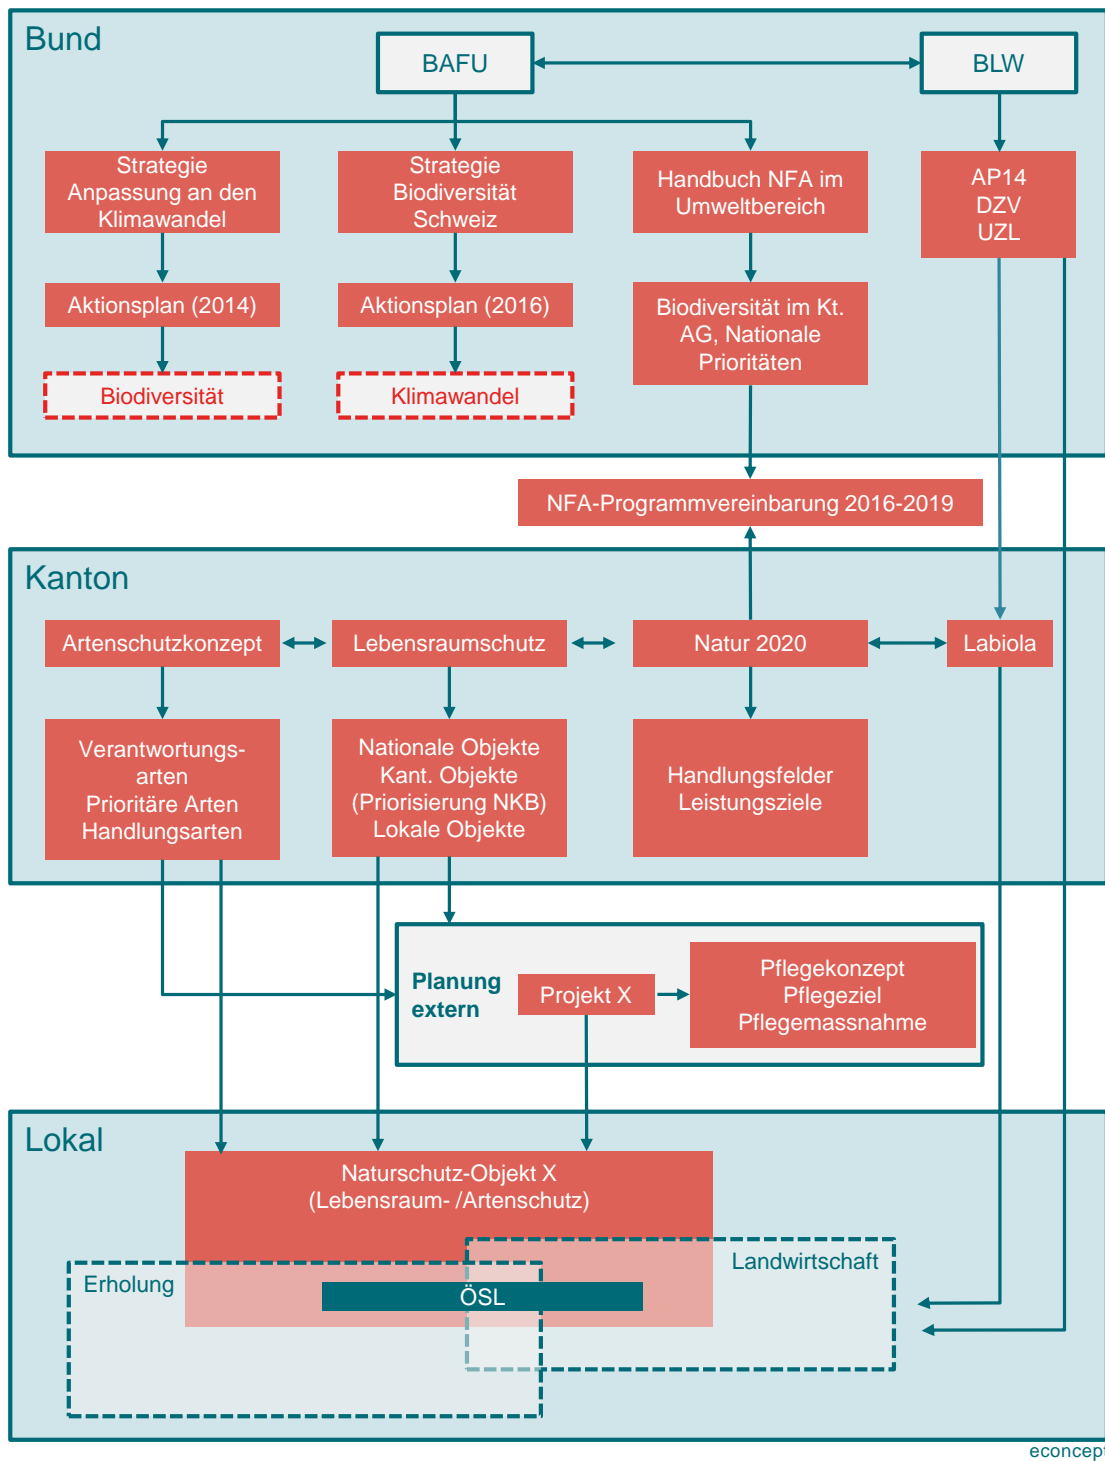 Bund
BAFU
BLW
Strategie
Anpassung an den
Klimawandel
Strategie
Biodiversität
Schweiz
Handbuch NFA im
Umweltbereich
AP14
DZV
UZL
Aktionsplan (2014)
Aktionsplan (2016)
Biodiversität im Kt.
AG, Nationale
Prioritäten
Biodiversität
Klimawandel
NFA-Programmvereinbarung 2016-2019
Kanton
Artenschutzkonzept
Lebensraumschutz
Natur 2020
Labiola
Verantwortungs-
arten
Prioritäre Arten
Handlungsarten
Nationale Objekte
Kant. Objekte
(Priorisierung NKB)
Lokale Objekte
Handlungsfelder
Leistungsziele
Planung
extern
Projekt X
Pflegekonzept
Pflegeziel
Pflegemassnahme
Lokal
Naturschutz-Objekt X
(Lebensraum- /Artenschutz)
Landwirtschaft
Erholung
ÖSL
econcept